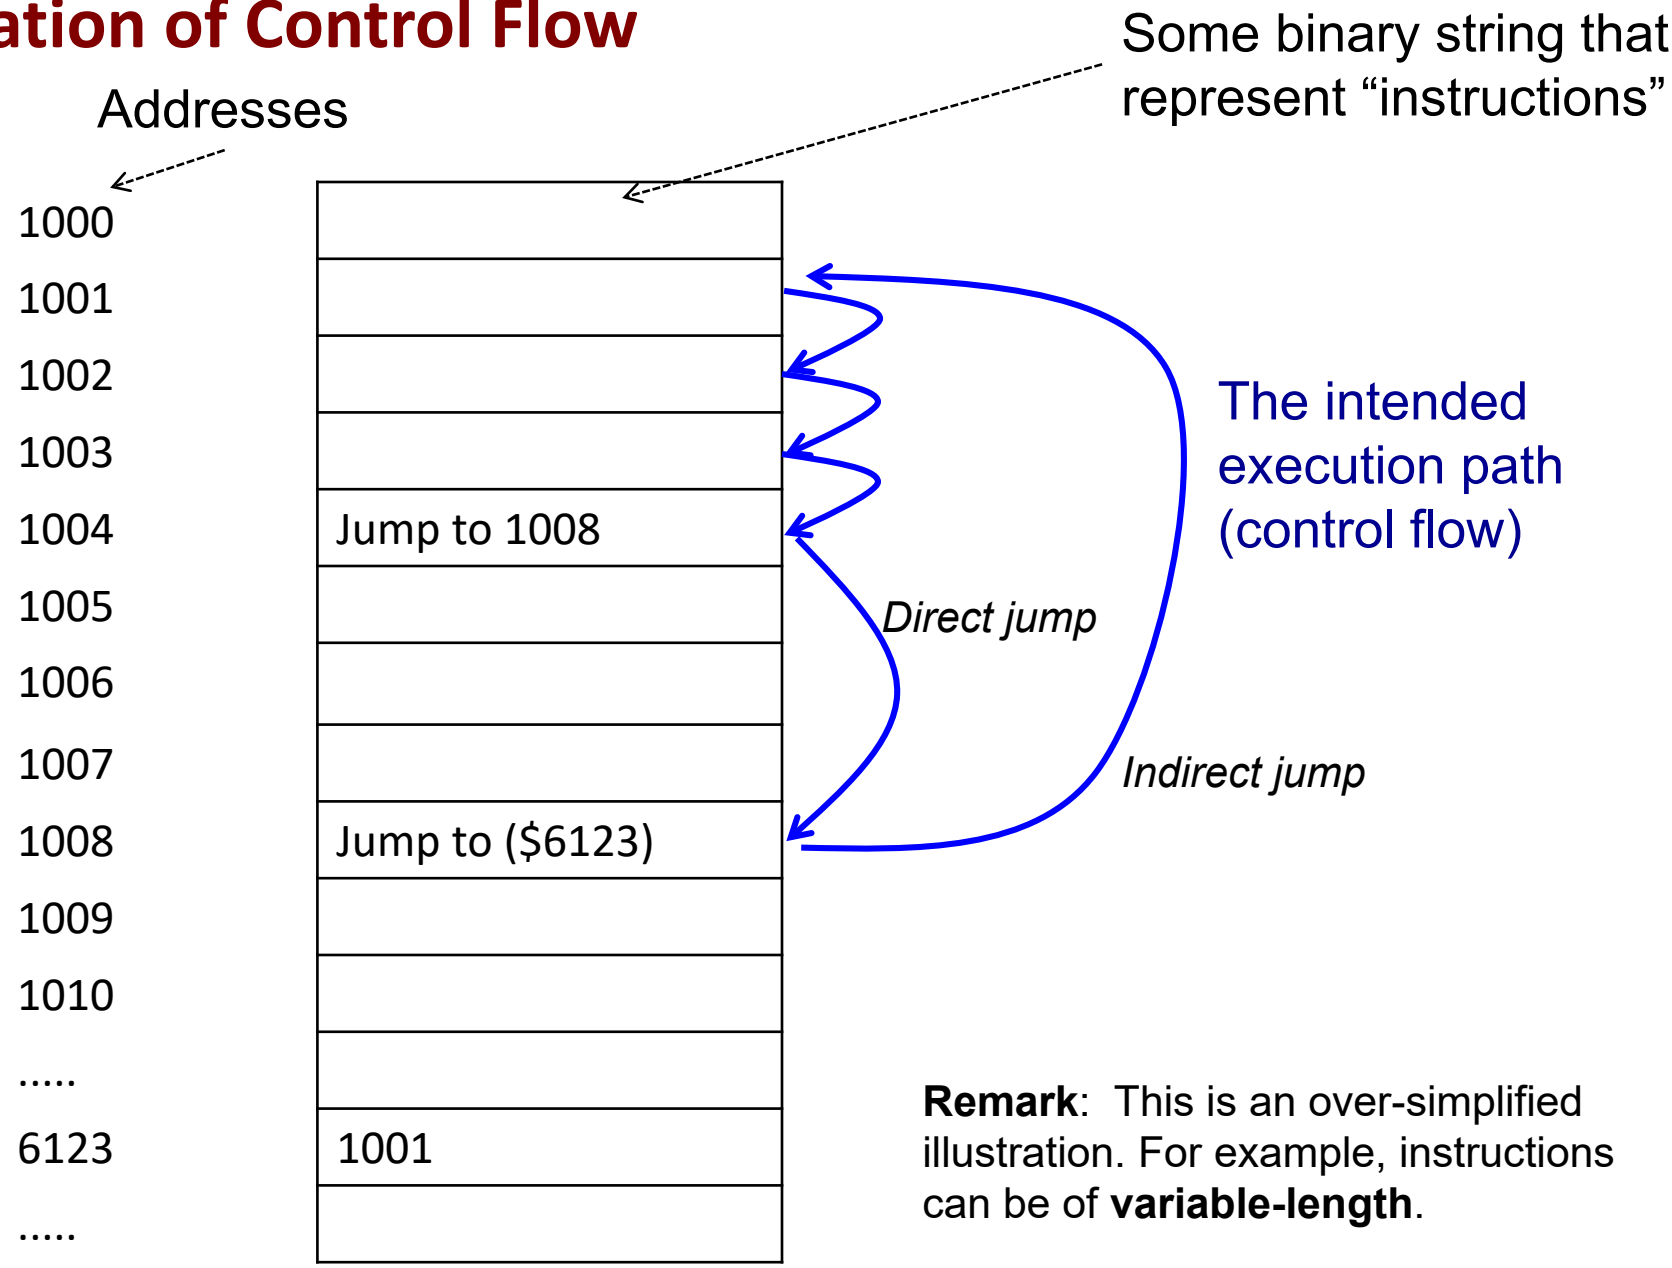 ation of Control Flow
Some binary string that
represent “instructions”
Addresses
1000
1001
1002
1003
1004 Jump to 1008
1005
1006
1007
1008 Jump to ($6123)
1009
1010
.....
6123 1001
.....
The intended
execution path
(control flow)
Direct jump
Indirect jump
Remark: This is an over-simplified
illustration. For example, instructions
can be of variable-length.